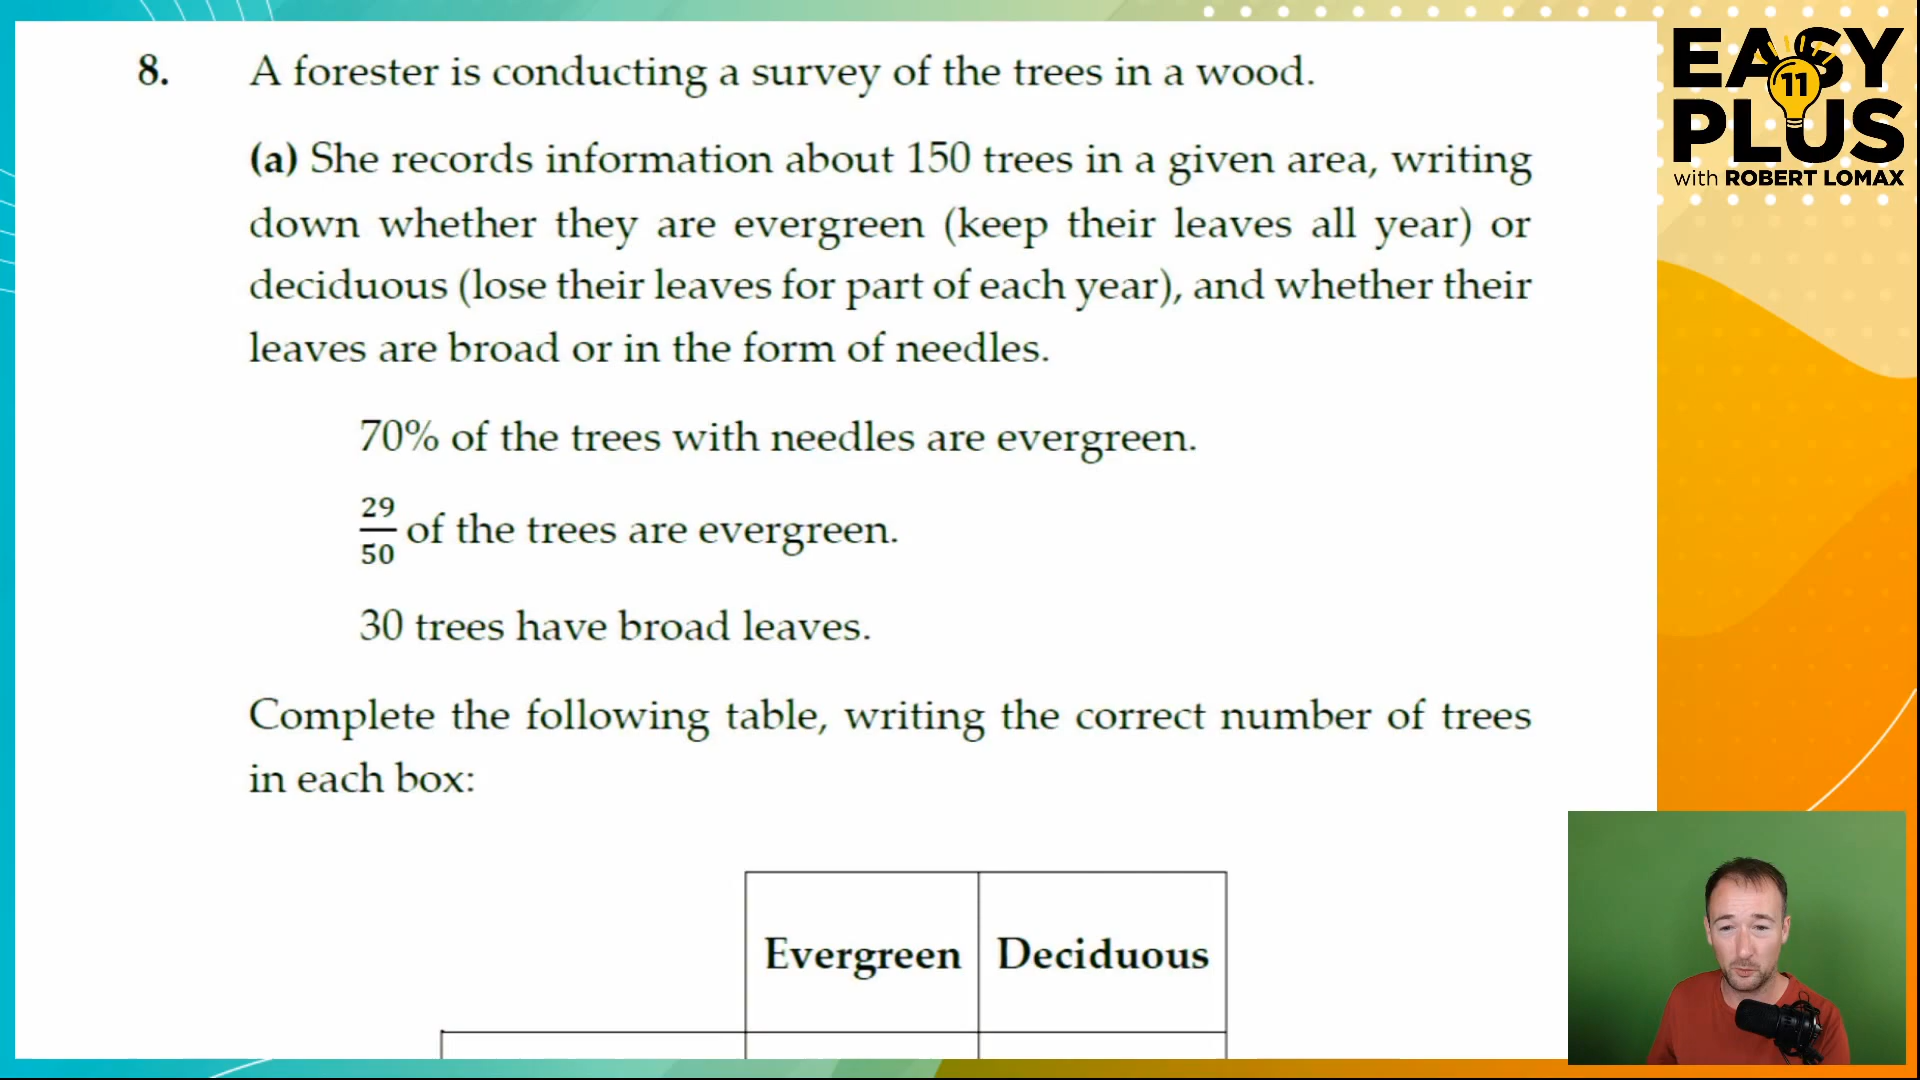 8. A forester is conducting a survey of the trees in a wood.
(a) She records information about 150 trees in a given area, writing
down whether they are evergreen (keep their leaves all year) or
deciduous (lose their leaves for part of each year), and whether their
leaves are broad or in the form of needles.
70% of the trees with needles are evergreen.
29/50 of the trees are evergreen.
30 trees have broad leaves.
Complete the following table, writing the correct number of trees
in each box:
Evergreen Deciduous
EASY
11
PLUS
with ROBERT LOMAX